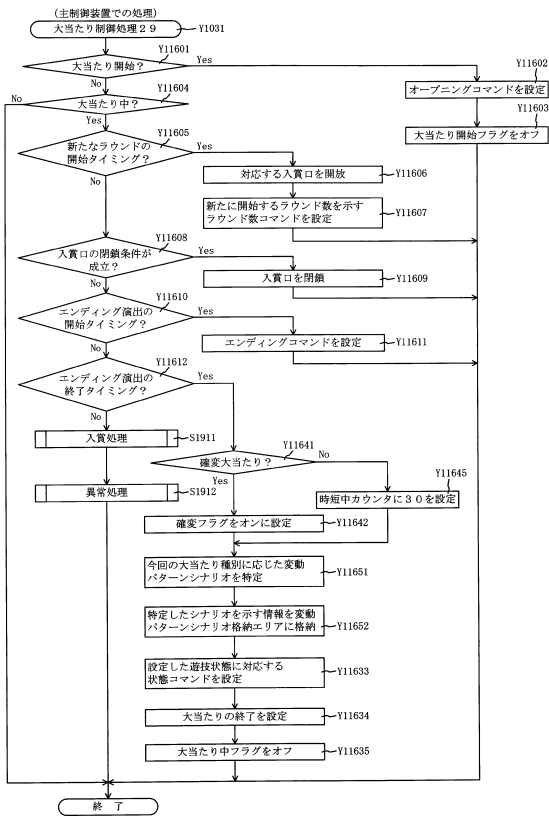 (主制御装置での処理)
大当たり制御処理29
Y1031
Y11601
大当たり開始?
Yes
No
Y11602
オープニングコマンドを設定
Y11603
大当たり開始フラグをオフ
Y11604
No
大当たり中?
Yes
Y11605
新たなラウンドの
開始タイミング?
Yes
No
対応する入賞口を開放
Y11606
新たに開始するラウンド数を示す
ラウンド数コマンドを設定
Y11607
Y11608
入賞口の閉鎖条件が
成立?
Yes
No
入賞口を閉鎖
Y11609
Y11610
エンディング演出の
開始タイミング?
Yes
No
エンディングコマンドを設定
Y11611
Y11612
エンディング演出の
終了タイミング?
Yes
No
入賞処理
S1911
異常処理
S1912
Y11641
確変大当たり?
No
Yes
Y11645
時短中カウンタに30を設定
確変フラグをオンに設定
Y11642
今回の大当たり種別に応じた変動
パターンシナリオを特定
Y11651
特定したシナリオを示す情報を変動
パターンシナリオ格納エリアに格納
Y11652
設定した遊技状態に対応する
状態コマンドを設定
Y11633
大当たりの終了を設定
Y11634
大当たり中フラグをオフ
Y11635
終 了